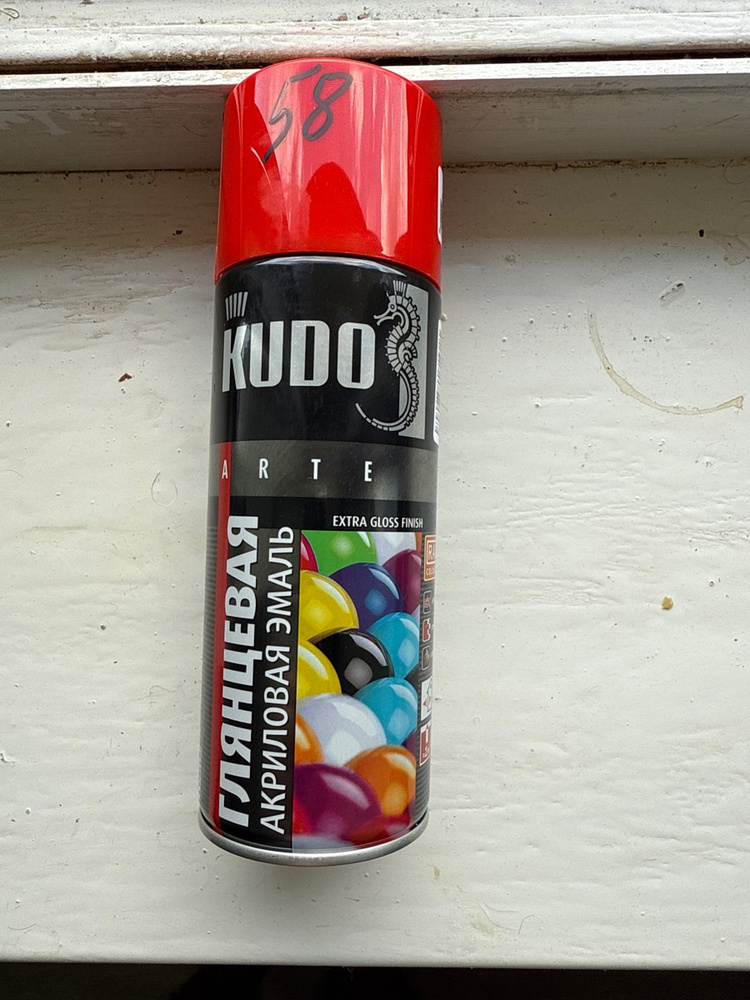 58
KUDO
ARTE
EXTRA GLOSS FINISH
ГЛЯНЦЕВАЯ
АКРИЛОВАЯ ЭМАЛЬ